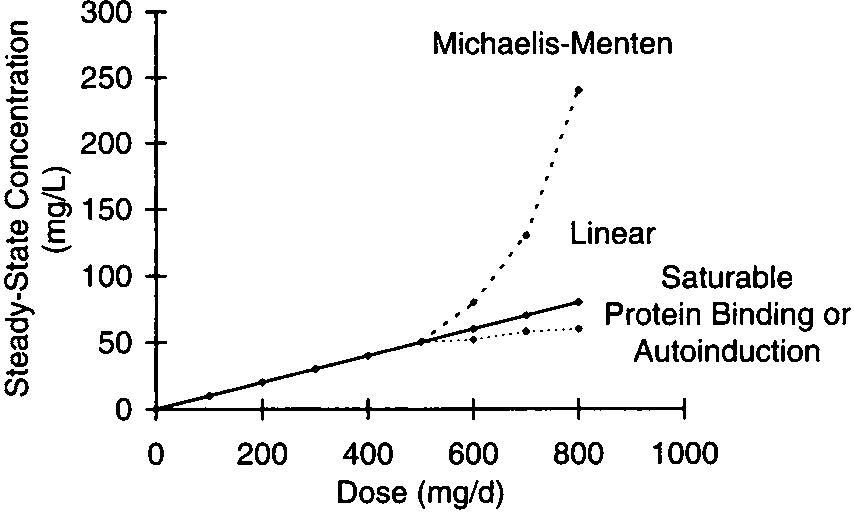 Steady-State Concentration
(mg/L)
300
250
200
150
100
50
0
Michaelis-Menten
Linear
Saturable
Protein Binding or
Autoinduction
0 200 400 600 800 1000
Dose (mg/d)